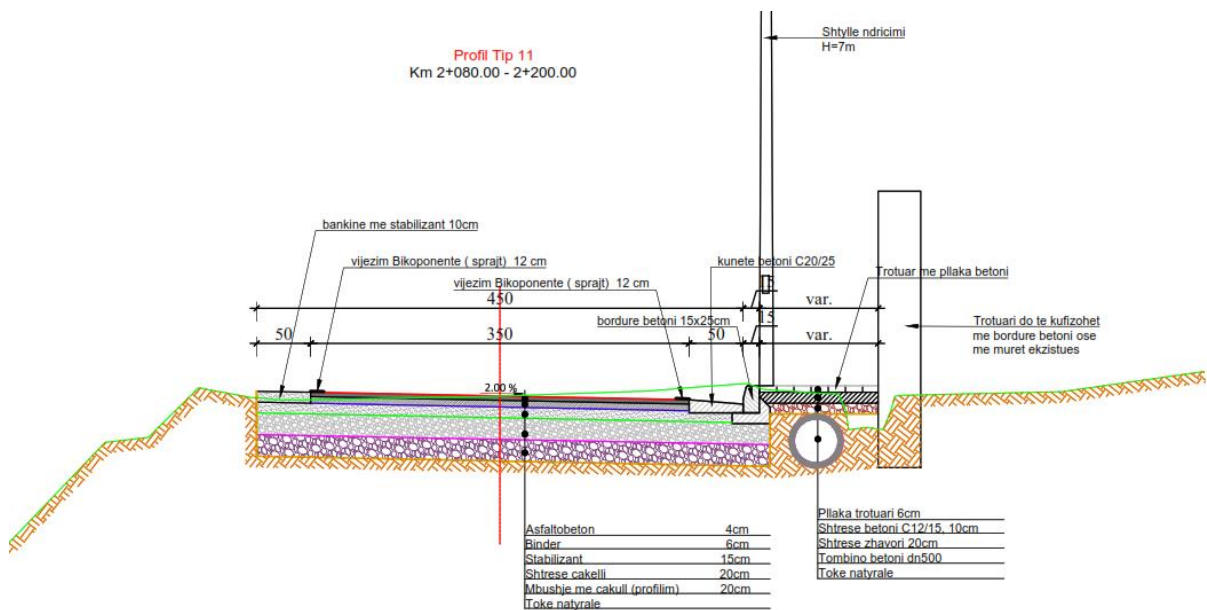 Profil Tip 11
Km 2+080.00 - 2+200.00
Shtylle ndricimi
H=7m
bankine me stabilizant 10cm
vijezim Bikoponente ( sprajt) 12 cm
vijezim Bikoponente ( sprajt) 12 cm
kunete betoni C20/25
Trotuar me pllaka betoni
450
15
var.
bordure betoni 15x25cm
Trotuari do te kufizohet
me bordure betoni ose
me muret ekzistues
50
350
50
15
var.
2.00 %
Asfaltobeton 4cm
Binder 6cm
Stabilizant 15cm
Shtrese cakelli 20cm
Mbushje me cakull (profilim) 20cm
Toke natyrale
Pllaka trotuari 6cm
Shtrese betoni C12/15, 10cm
Shtrese zhavori 20cm
Tombino betoni dn500
Toke natyrale